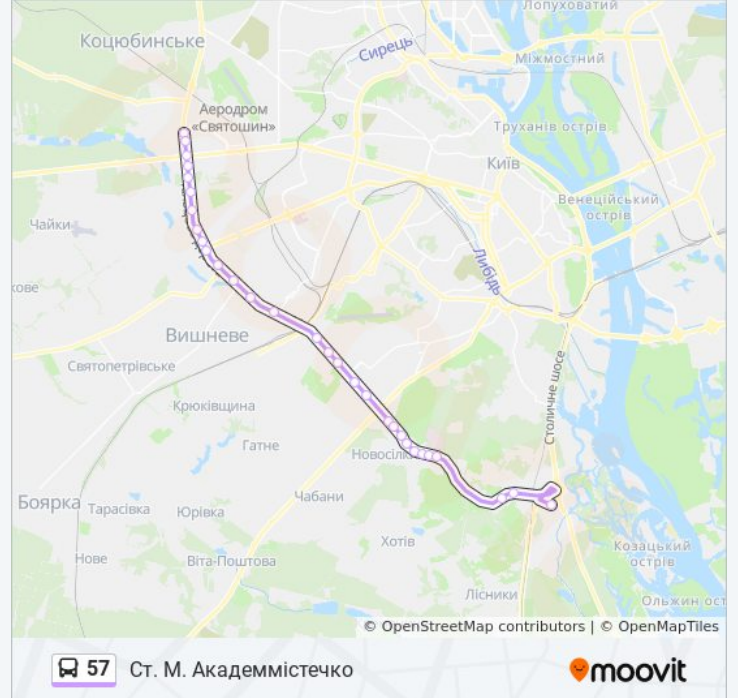 Лопуховатий
Коцюбинське
Сирець
Міжмостний
Аеродром
«Святошин»
Труханів острів
Київ
Венеційський
острів
Чайки
Либідь
кове
Вишневе
Святопетрівське
Столичне шосе
Крюківщина
Гатне
Новосілк
Боярка
Тарасівка
Юрівка
Чабани
Хотів
Козацький
острів
Нове
Віта-Поштова
Лісники
Ольжин ост
© OpenStreetMap contributors | © OpenMapTiles
57 Ст. М. Академмістечко
moovit